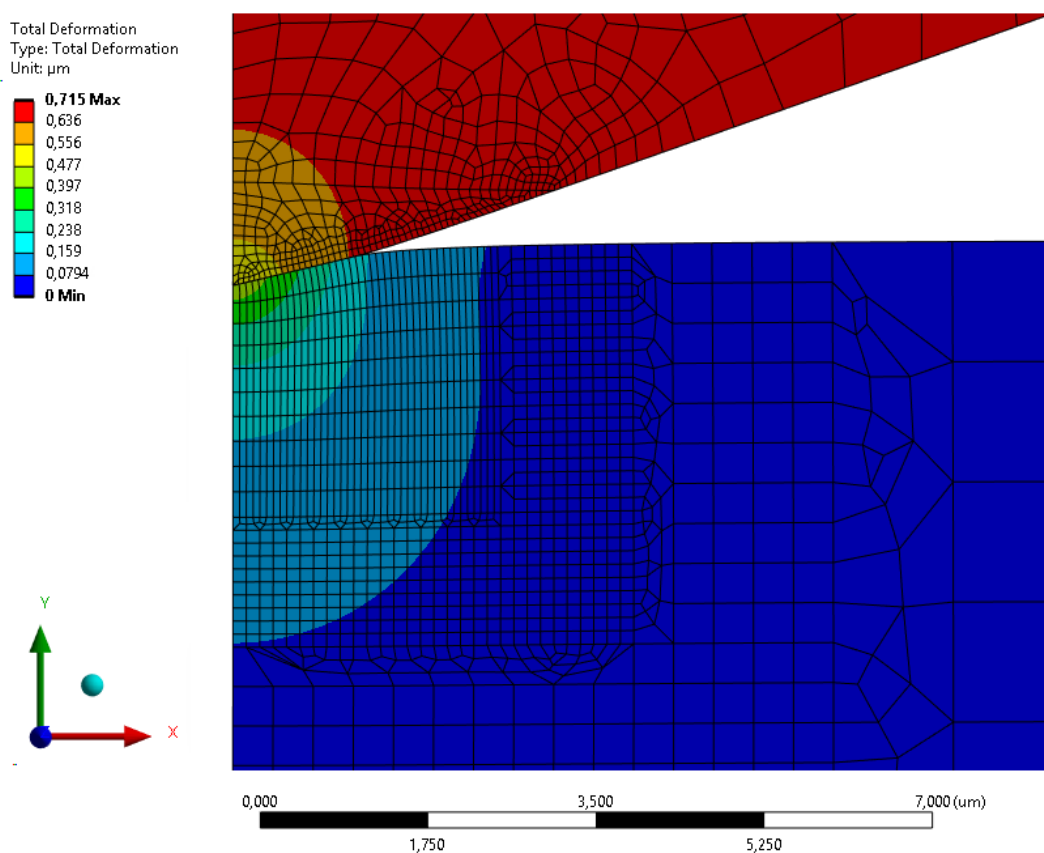 Total Deformation
Type: Total Deformation
Unit: µm
0,715 Max
0,636
0,556
0,477
0,397
0,318
0,238
0,159
0,0794
0 Min
Y
X
0,000 3,500 7,000 (um)
1,750 5,250